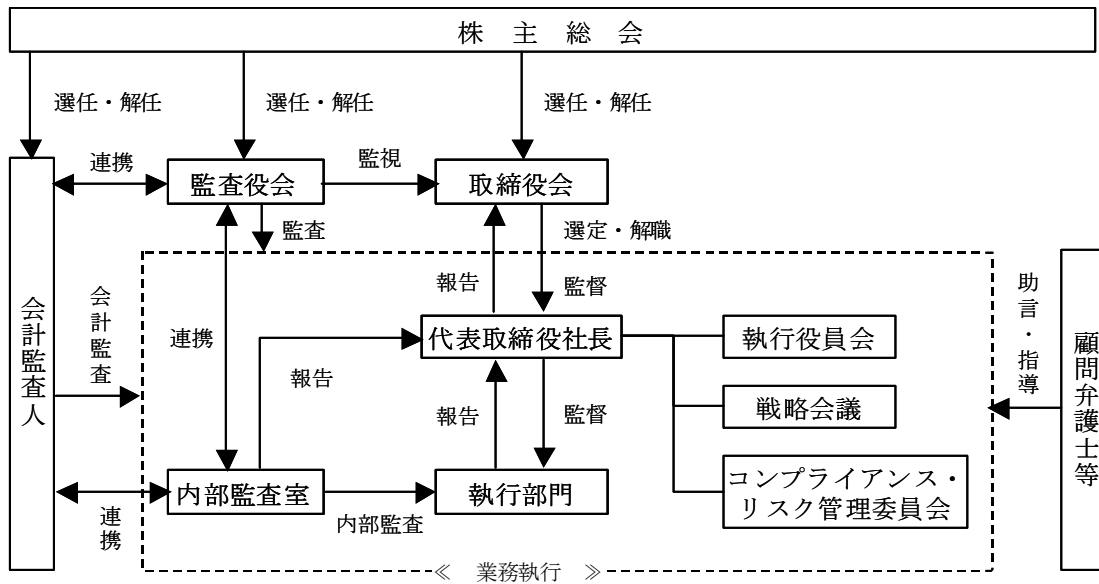 株 主 総 会
選任・解任
選任・解任
選任・解任
連携
監査役会
監視
取締役会
監査
選定・解職
報告
監督
会計監査人
会計監査
連携
報告
代表取締役社長
執行役員会
助言・指導
顧問弁護士等
報告
監督
戦略会議
連携
内部監査室
内部監査
執行部門
コンプライアンス・
リスク管理委員会
≪ 業務執行 ≫